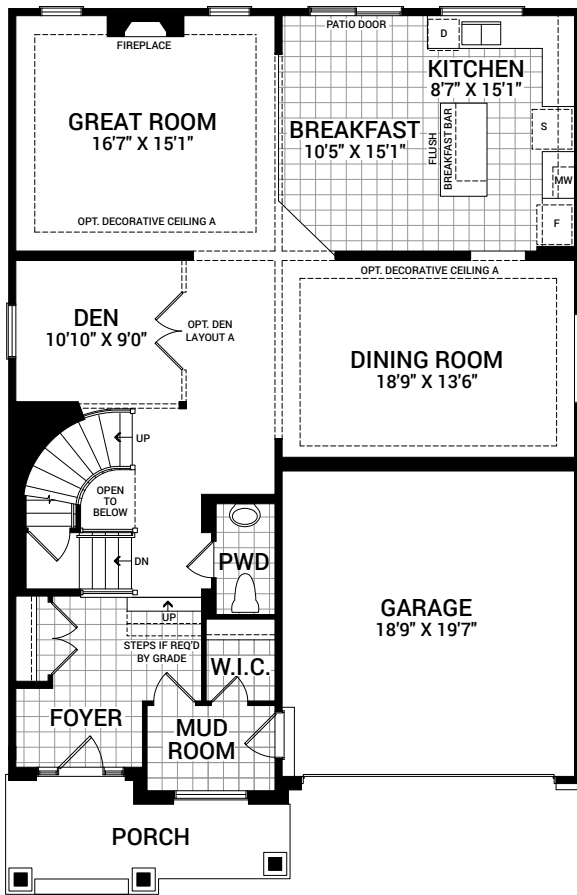 FIREPLACE
GREAT ROOM
16'7" X 15'1"
OPT. DECORATIVE CEILING A
PATIO DOOR
D
KITCHEN
8'7" X 15'1"
BREAKFAST
10'5" X 15'1"
FLUSH
BREAKFAST BAR
S
MW
F
DEN
10'10" X 9'0"
OPT. DEN
LAYOUT A
OPT. DECORATIVE CEILING A
DINING ROOM
18'9" X 13'6"
UP
OPEN
TO
BELOW
DN
PWD
UP
STEPS IF REQ'D
BY GRADE
W.I.C.
FOYER
MUD
ROOM
GARAGE
18'9" X 19'7"
PORCH